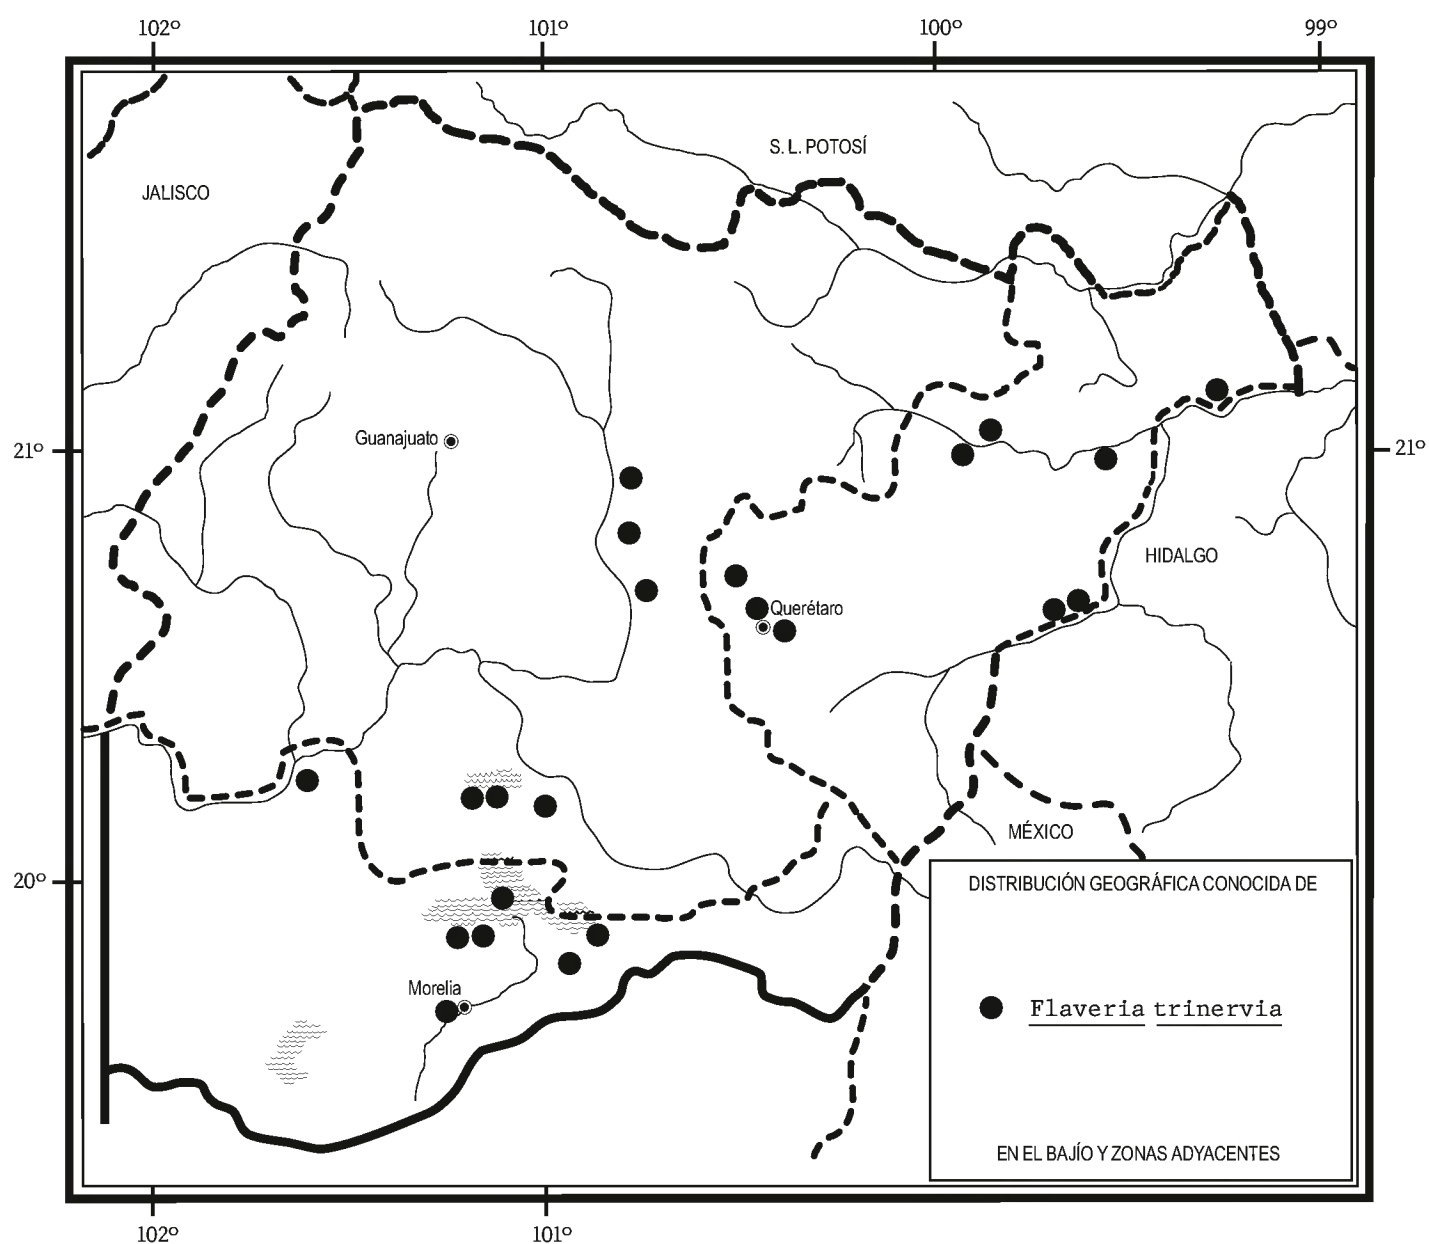 102º 101º 100º 99º
S. L. POTOSÍ
JALISCO
Guanajuato
21º 21º
HIDALGO
Querétaro
MÉXICO
20º
DISTRIBUCIÓN GEOGRÁFICA CONOCIDA DE
Morelia
Flaveria trinervia
EN EL BAJÍO Y ZONAS ADYACENTES
102º 101º